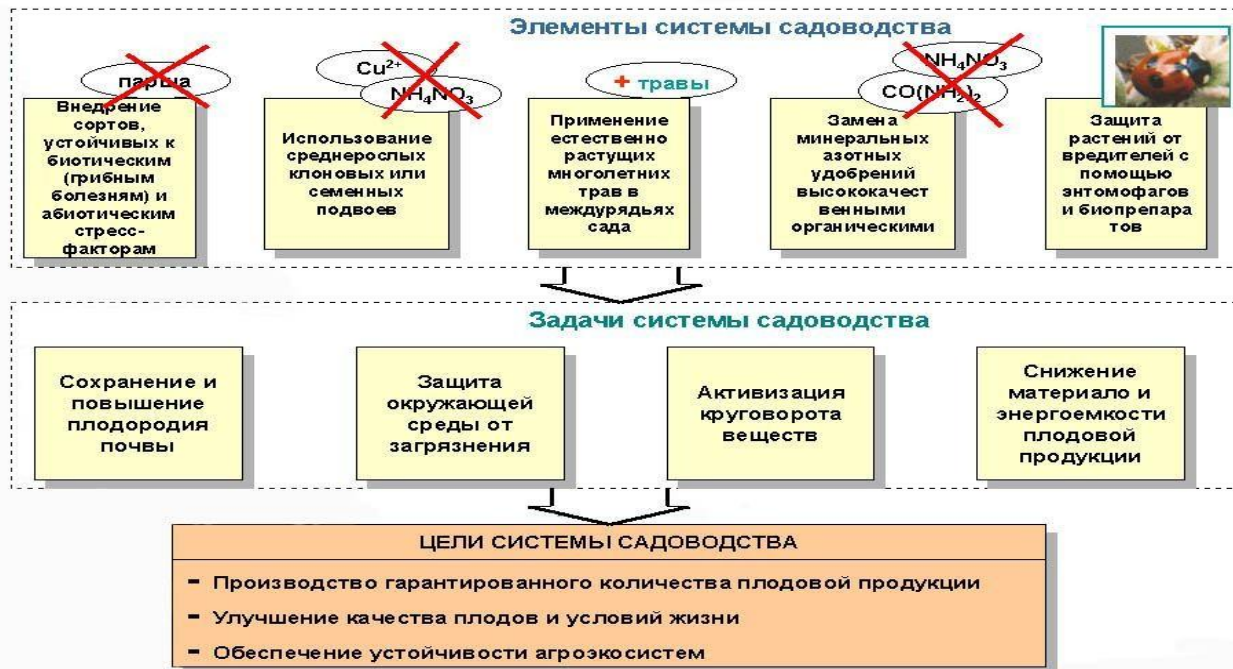 Элементы системы садоводства
парша
Внедрение
сортов,
устойчивых к
биотическим
(грибным
болезням) и
абиотическим
стресс-
факторам
Cu²⁺
NH₄NO₃
Использование
среднерослых
клоновых или
семенных
подвоев
+ травы
Применение
естественно
растущих
многолетних
трав в
междурядьях
сада
NH₄NO₃
CO(NH₂)₂
Замена
минеральных
азотных
удобрений
высококачест
венными
органическими
Защита
растений от
вредителей с
помощью
энтомофагов
и биопрепара
тов
Задачи системы садоводства
Сохранение и
повышение
плодородия
почвы
Защита
окружающей
среды от
загрязнения
Активизация
круговорота
веществ
Снижение
материало и
энергоемкости
плодовой
продукции
ЦЕЛИ СИСТЕМЫ САДОВОДСТВА
- Производство гарантированного количества плодовой продукции
- Улучшение качества плодов и условий жизни
- Обеспечение устойчивости агроэкосистем